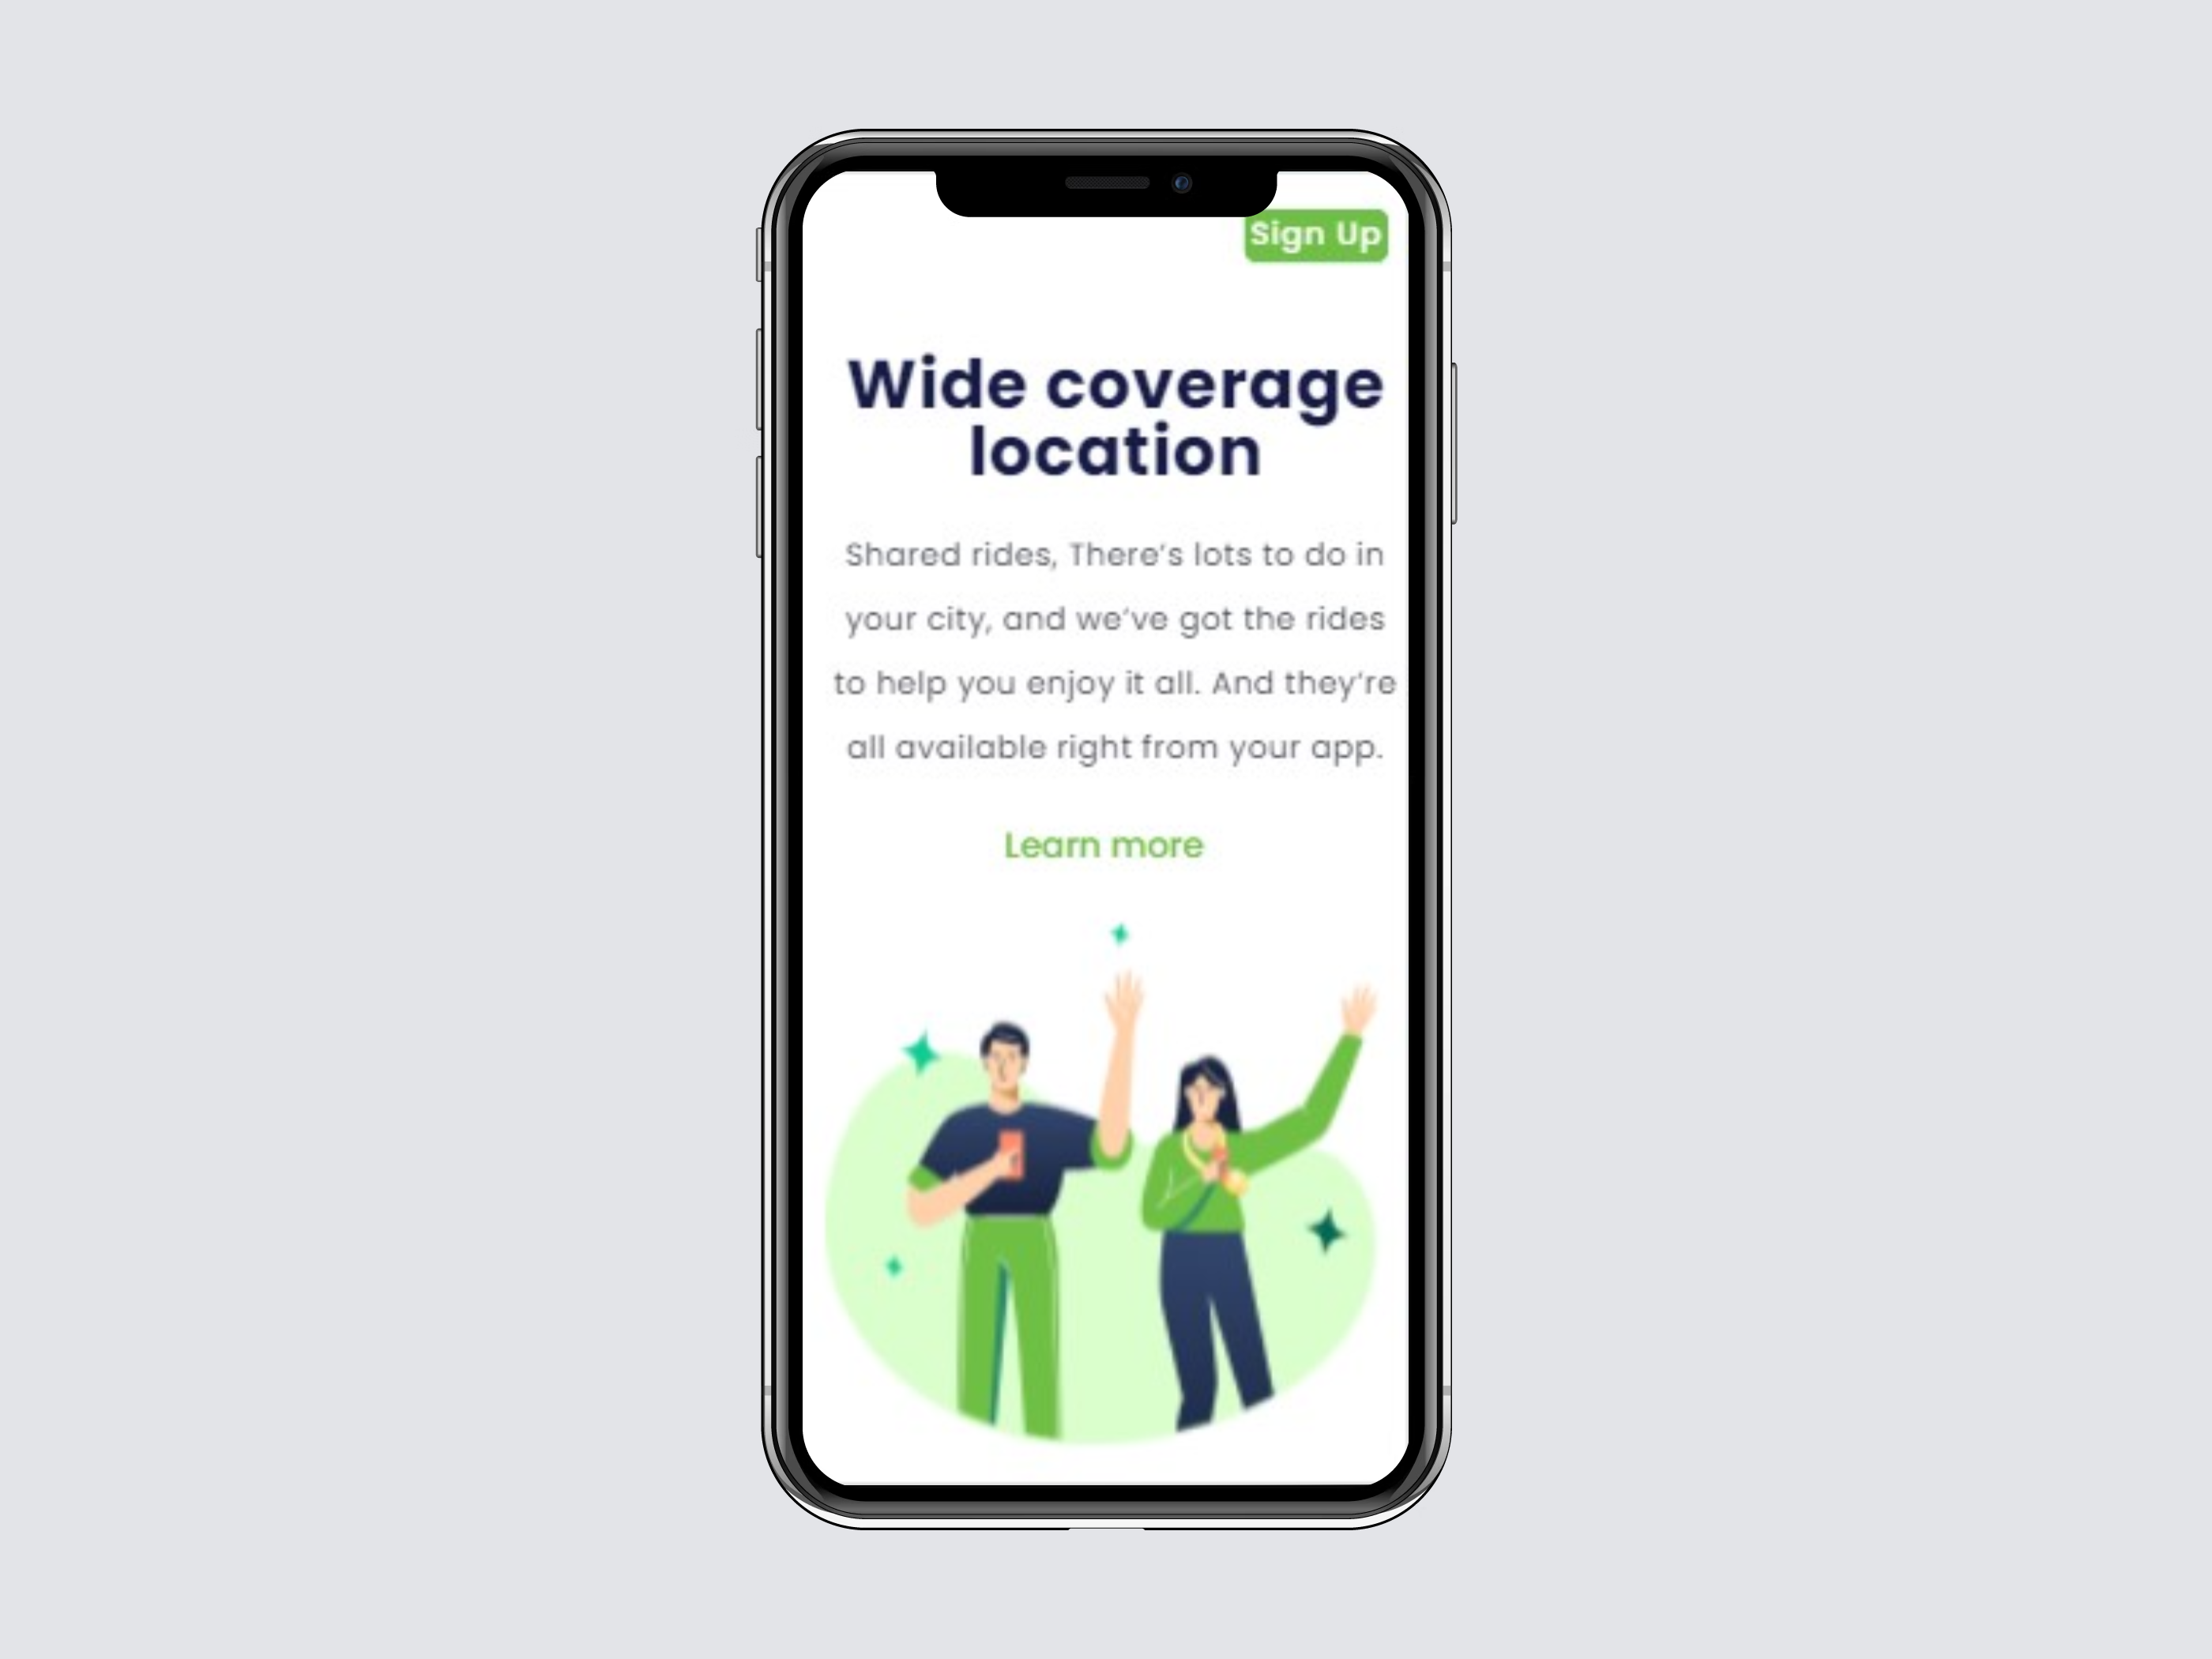 Sign Up
Wide coverage
location
Shared rides, There's lots to do in
your city, and we've got the rides
to help you enjoy it all. And they're
all available right from your app.
Learn more